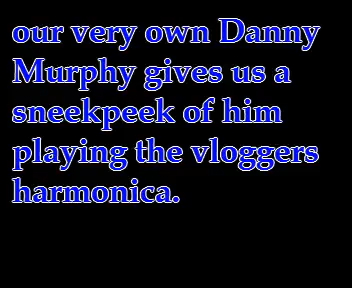 our very own Danny
Murphy gives us a
sneekpeek of him
playing the vloggers
harmonica.